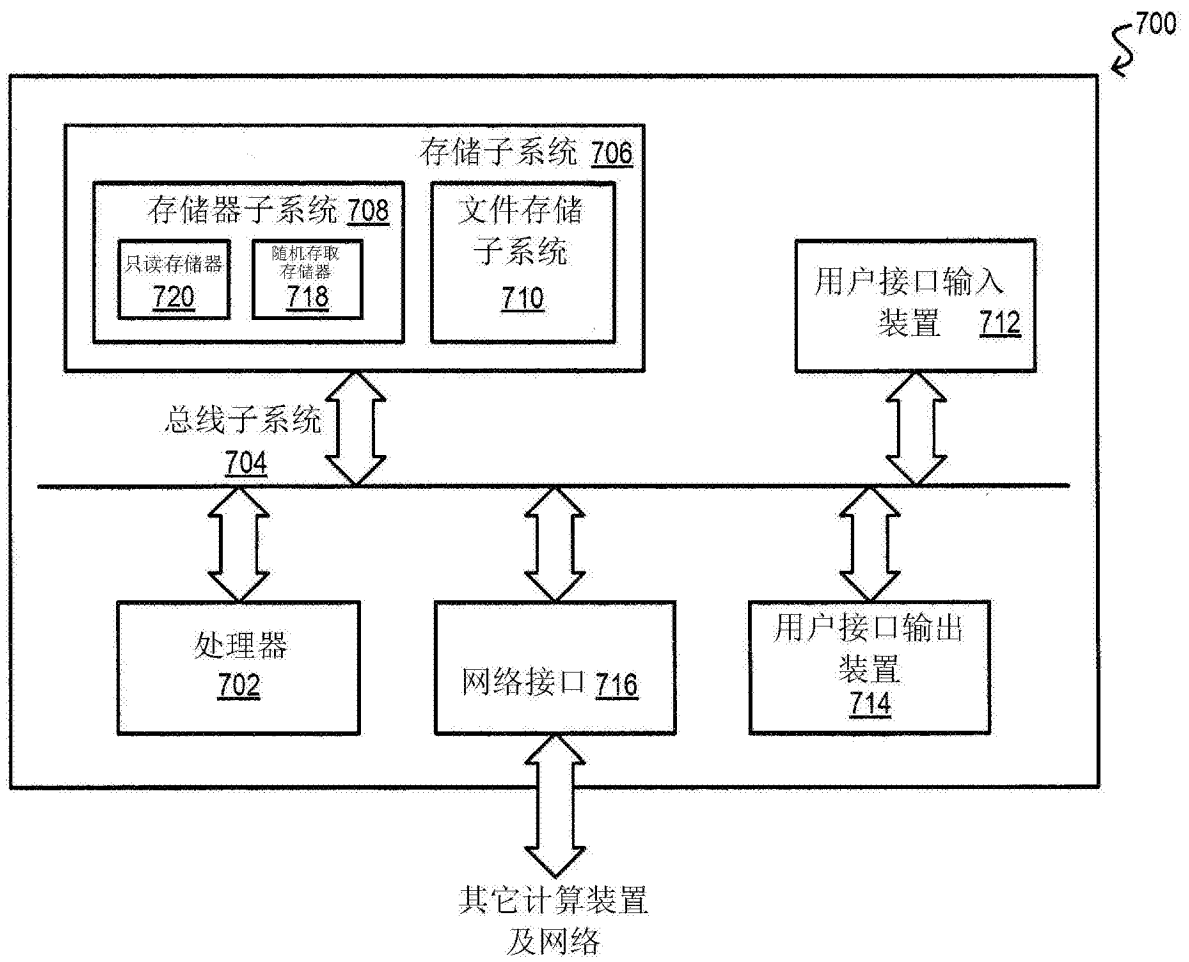 700
存储子系统 706
存储器子系统 708
只读存储器
720
随机存取
存储器
718
文件存储
子系统
710
用户接口输入
装置 712
总线子系统
704
处理器
702
网络接口 716
用户接口输出
装置
714
其它计算装置
及网络